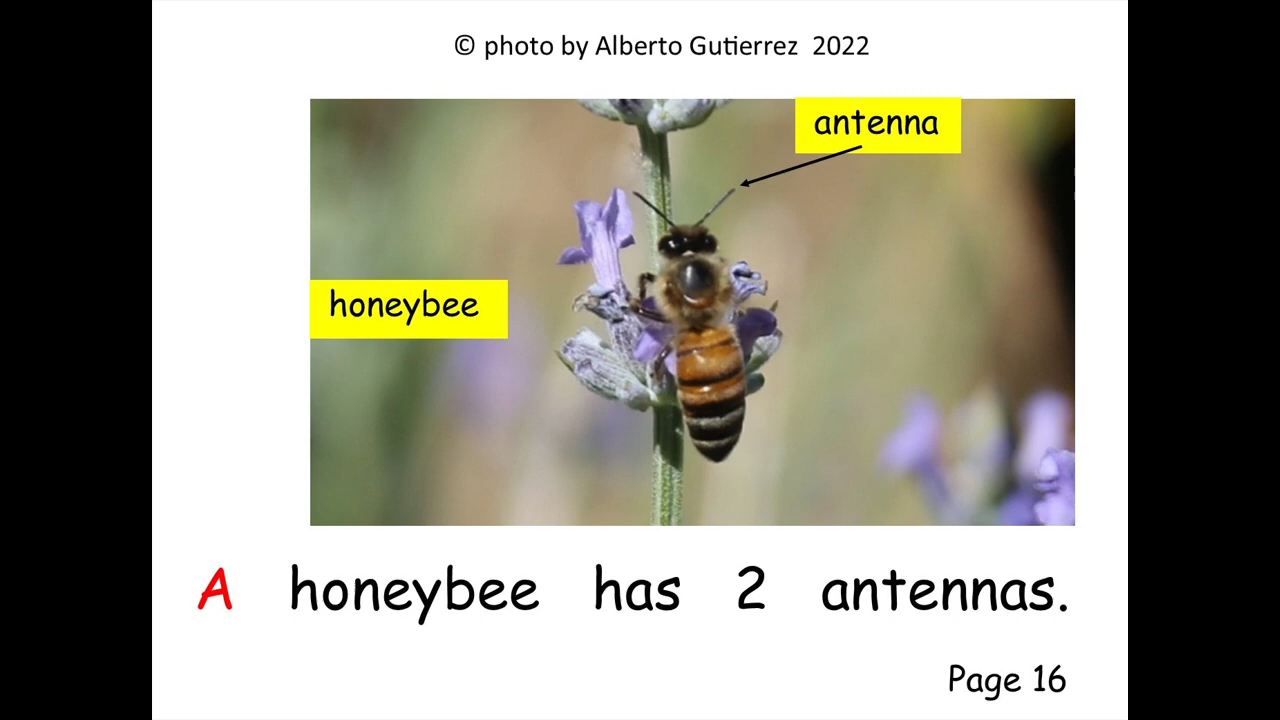 © photo by Alberto Gutierrez 2022
antenna
honeybee
A honeybee has 2 antennas.
Page 16